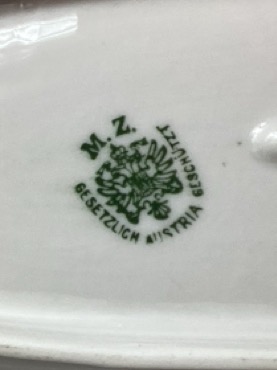 M. Z.
GESETZLICH AUSTRIA GESCHÜTZT